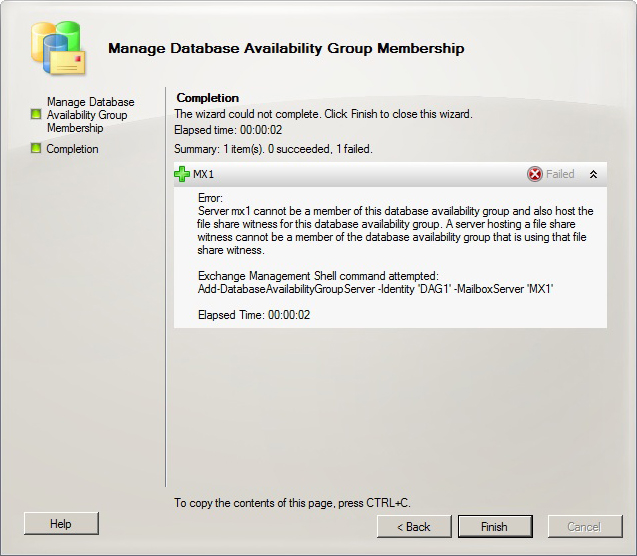 Manage Database Availability Group Membership
Manage Database
Availability Group
Membership
Completion
Completion
The wizard could not complete. Click Finish to close this wizard.
Elapsed time: 00:00:02
Summary: 1 item(s). 0 succeeded, 1 failed.
MX1 Failed
Error:
Server mx1 cannot be a member of this database availability group and also host the
file share witness for this database availability group. A server hosting a file share
witness cannot be a member of the database availability group that is using that file
share witness.
Exchange Management Shell command attempted:
Add-DatabaseAvailabilityGroupServer -Identity 'DAG1' -MailboxServer 'MX1'
Elapsed Time: 00:00:02
To copy the contents of this page, press CTRL+C.
Help < Back Finish Cancel